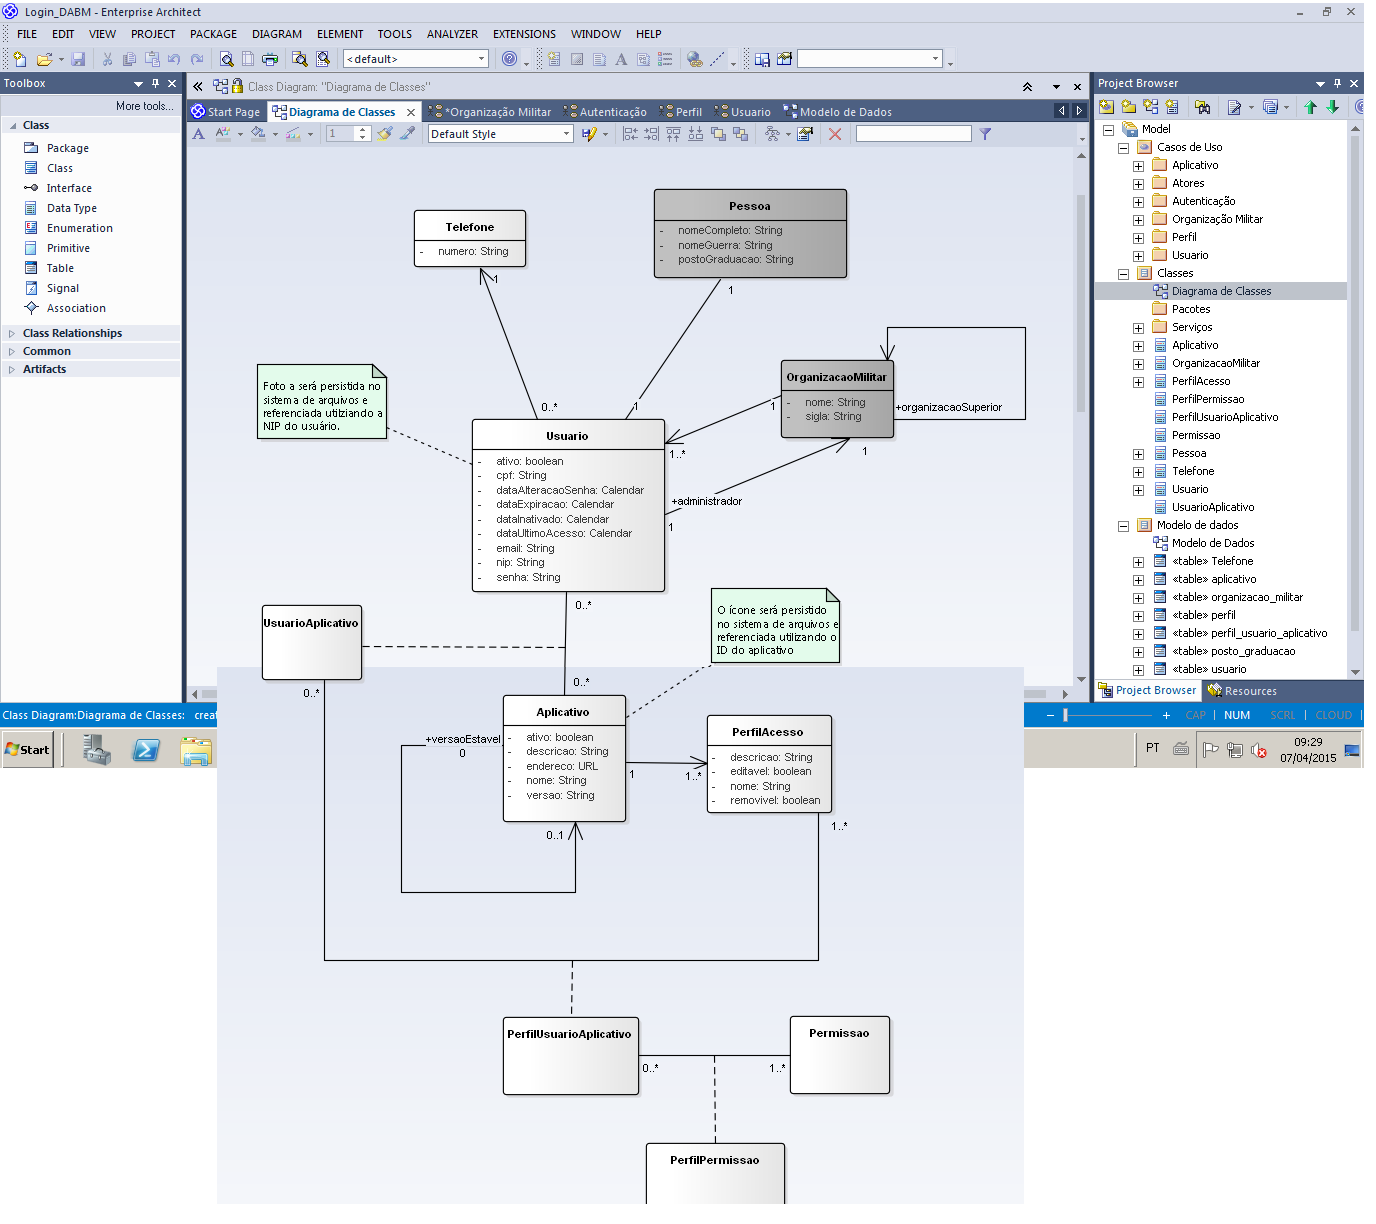 Login_DABM - Enterprise Architect
FILE EDIT VIEW PROJECT PACKAGE DIAGRAM ELEMENT TOOLS ANALYZER EXTENSIONS WINDOW HELP
<default>
Toolbox
More tools...
Class
Package
Class
Interface
Data Type
Enumeration
Primitive
Table
Signal
Association
Class Relationships
Common
Artifacts
Class Diagram: "Diagrama de Classes"
Start Page Diagrama de Classes *Organização Militar Autenticação Perfil Usuario Modelo de Dados
1 Default Style
Telefone
- numero: String
1
Pessoa
- nomeCompleto: String
- nomeGuerra: String
- postoGraduacao: String
1
OrganizacaoMilitar
- nome: String
- sigla: String
+organizacaoSuperior
1
1
Foto a será persistida no
sistema de arquivos e
referenciada utiliziando a
NIP do usuário.
0..*
1
1..*
+administrador
1
Usuario
- ativo: boolean
- cpf: String
- dataAlteracaoSenha: Calendar
- dataExpiracao: Calendar
- dataInativado: Calendar
- dataUltimoAcesso: Calendar
- email: String
- nip: String
- senha: String
0..*
UsuarioAplicativo
0..*
O ícone será persistido
no sistema de arquivos e
referenciada utilizando o
ID do aplicativo
0..*
Aplicativo
- ativo: boolean
- descricao: String
- endereco: URL
- nome: String
- versao: String
+versaoEstavel
0
0..1
1
1..*
PerfilAcesso
- descricao: String
- editavel: boolean
- nome: String
- removivel: boolean
1..*
PerfilUsuarioAplicativo
0..*
1..*
Permissao
PerfilPermissao
Project Browser
Model
Casos de Uso
Aplicativo
Atores
Autenticação
Organização Militar
Perfil
Usuario
Classes
Diagrama de Classes
Pacotes
Serviços
Aplicativo
OrganizacaoMilitar
PerfilAcesso
PerfilPermissao
PerfilUsuarioAplicativo
Permissao
Pessoa
Telefone
Usuario
UsuarioAplicativo
Modelo de dados
Modelo de Dados
«table» Telefone
«table» aplicativo
«table» organizacao_militar
«table» perfil
«table» perfil_usuario_aplicativo
«table» posto_graduacao
«table» usuario
Project Browser Resources
Class Diagram:Diagrama de Classes: creat
CAP NUM SCRL CLOUD
Start
PT
09:29
07/04/2015